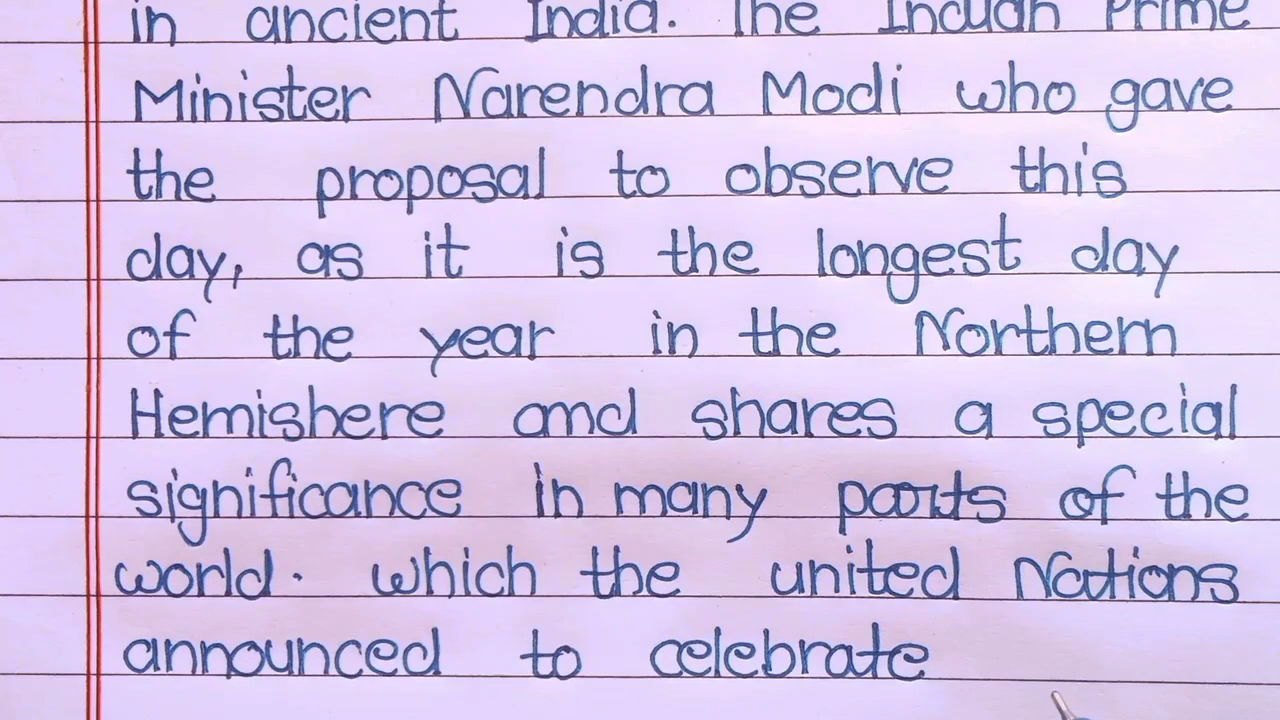 in ancient India. The Indian Prime
Minister Narendra Modi who gave
the proposal to observe this
day, as it is the longest day
of the year in the Northern
Hemishere and shares a special
significance in many parts of the
world. which the united Nations
announced to celebrate